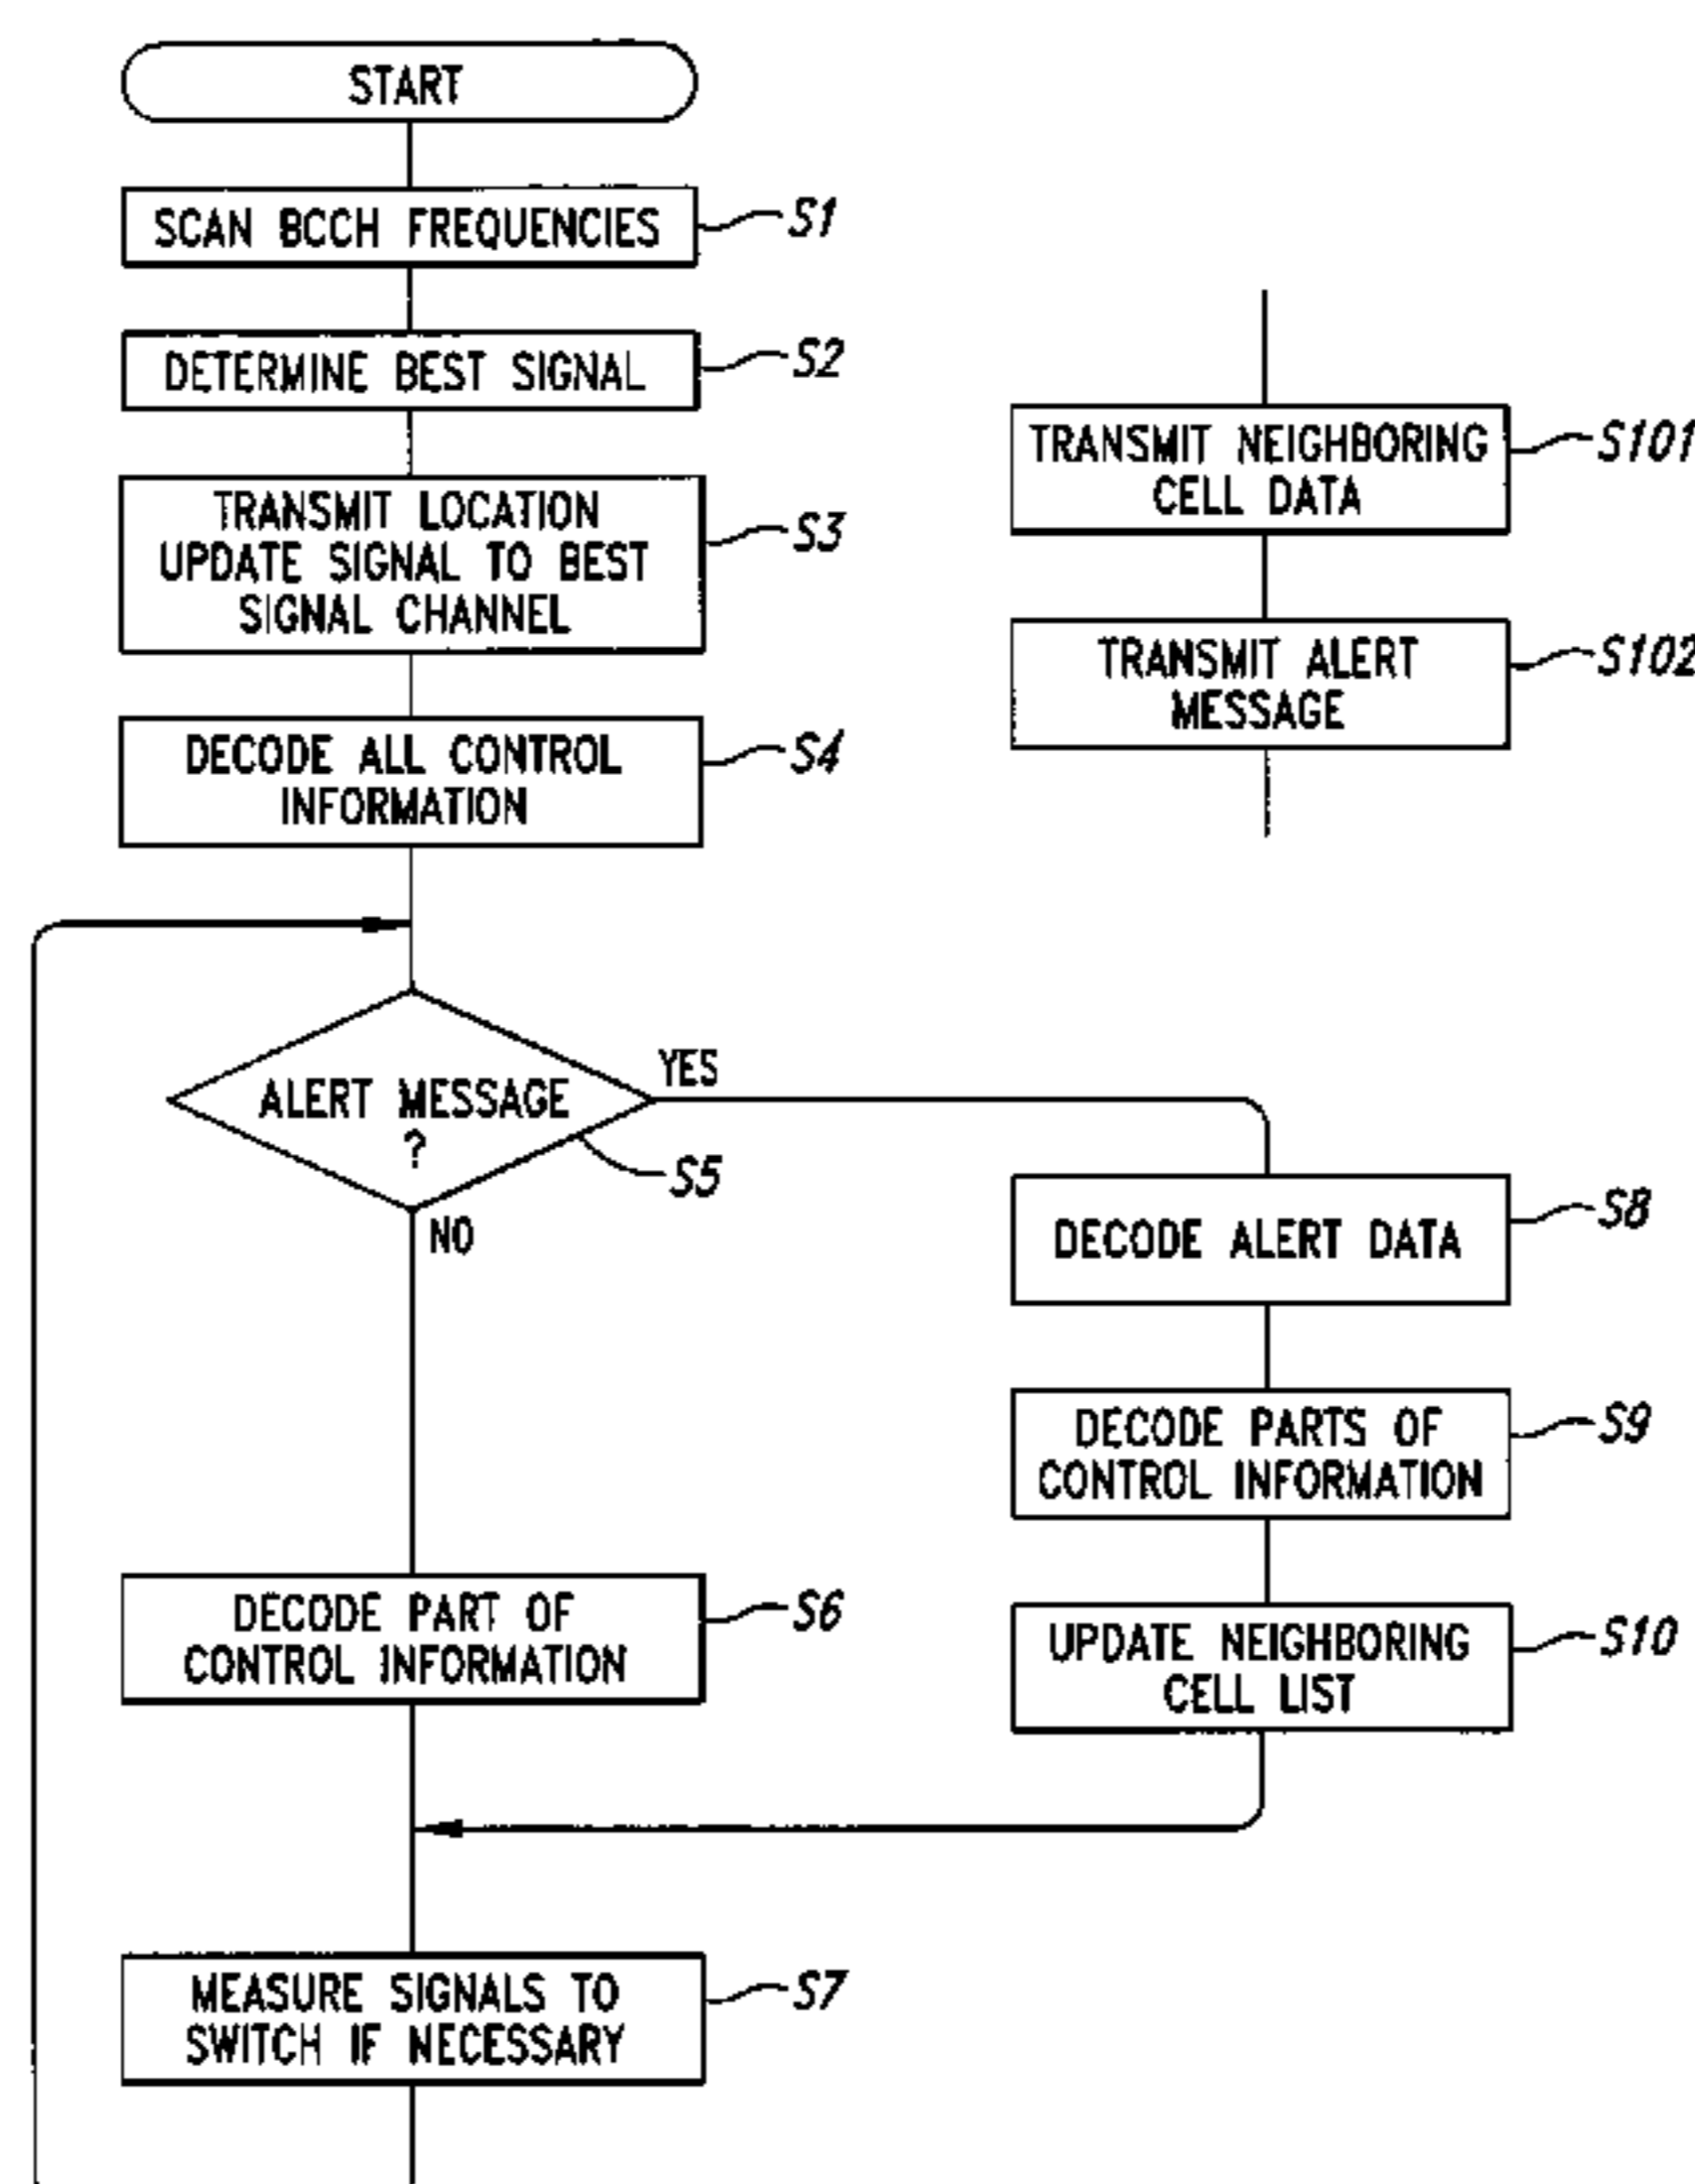 START
SCAN BCCH FREQUENCIES
S1
DETERMINE BEST SIGNAL
S2
TRANSMIT LOCATION
UPDATE SIGNAL TO BEST
SIGNAL CHANNEL
S3
DECODE ALL CONTROL
INFORMATION
S4
TRANSMIT NEIGHBORING
CELL DATA
S101
TRANSMIT ALERT
MESSAGE
S102
ALERT MESSAGE
?
S5
YES
NO
DECODE PART OF
CONTROL INFORMATION
S6
DECODE ALERT DATA
S8
DECODE PARTS OF
CONTROL INFORMATION
S9
UPDATE NEIGHBORING
CELL LIST
S10
MEASURE SIGNALS TO
SWITCH IF NECESSARY
S7